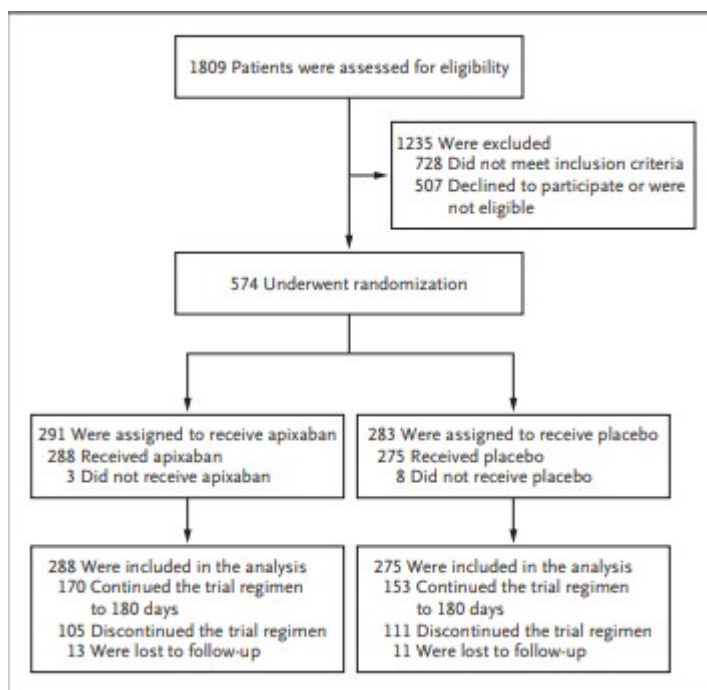 1809 Patients were assessed for eligibility
1235 Were excluded
728 Did not meet inclusion criteria
507 Declined to participate or were
not eligible
574 Underwent randomization
291 Were assigned to receive apixaban
288 Received apixaban
3 Did not receive apixaban
283 Were assigned to receive placebo
275 Received placebo
8 Did not receive placebo
288 Were included in the analysis
170 Continued the trial regimen
to 180 days
105 Discontinued the trial regimen
13 Were lost to follow-up
275 Were included in the analysis
153 Continued the trial regimen
to 180 days
111 Discontinued the trial regimen
11 Were lost to follow-up